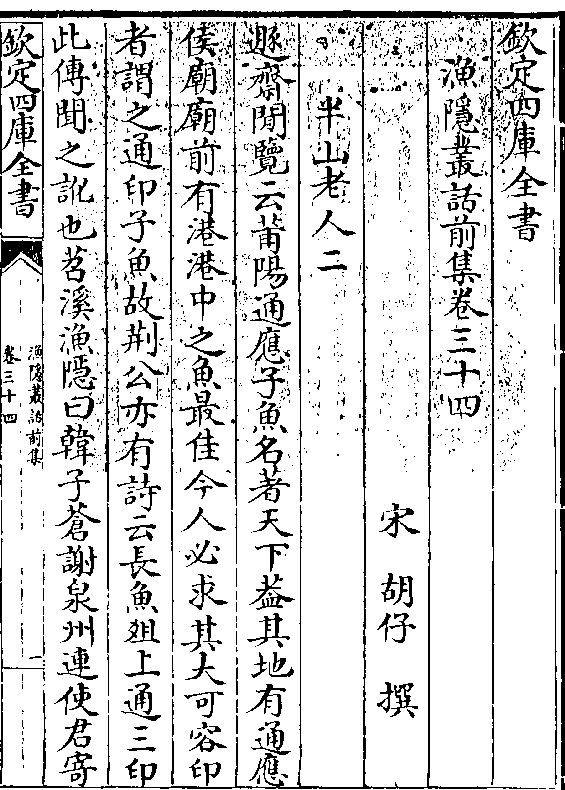 欽定四庫全書
漁隱叢話前集卷三十四
宋 胡仔 撰
半山老人二
遯齋閒覽云莆陽通應子魚名著天下葢其地有通應
侯廟廟前有港港中之魚最佳今人必求其大可容印
者謂之通印子魚故荆公亦有詩云長魚俎上通三印
此傳聞之訛也苕溪漁隱曰韓子蒼謝泉州連使君寄
欽定四庫全書
漁隱叢話前集
卷三十四
一